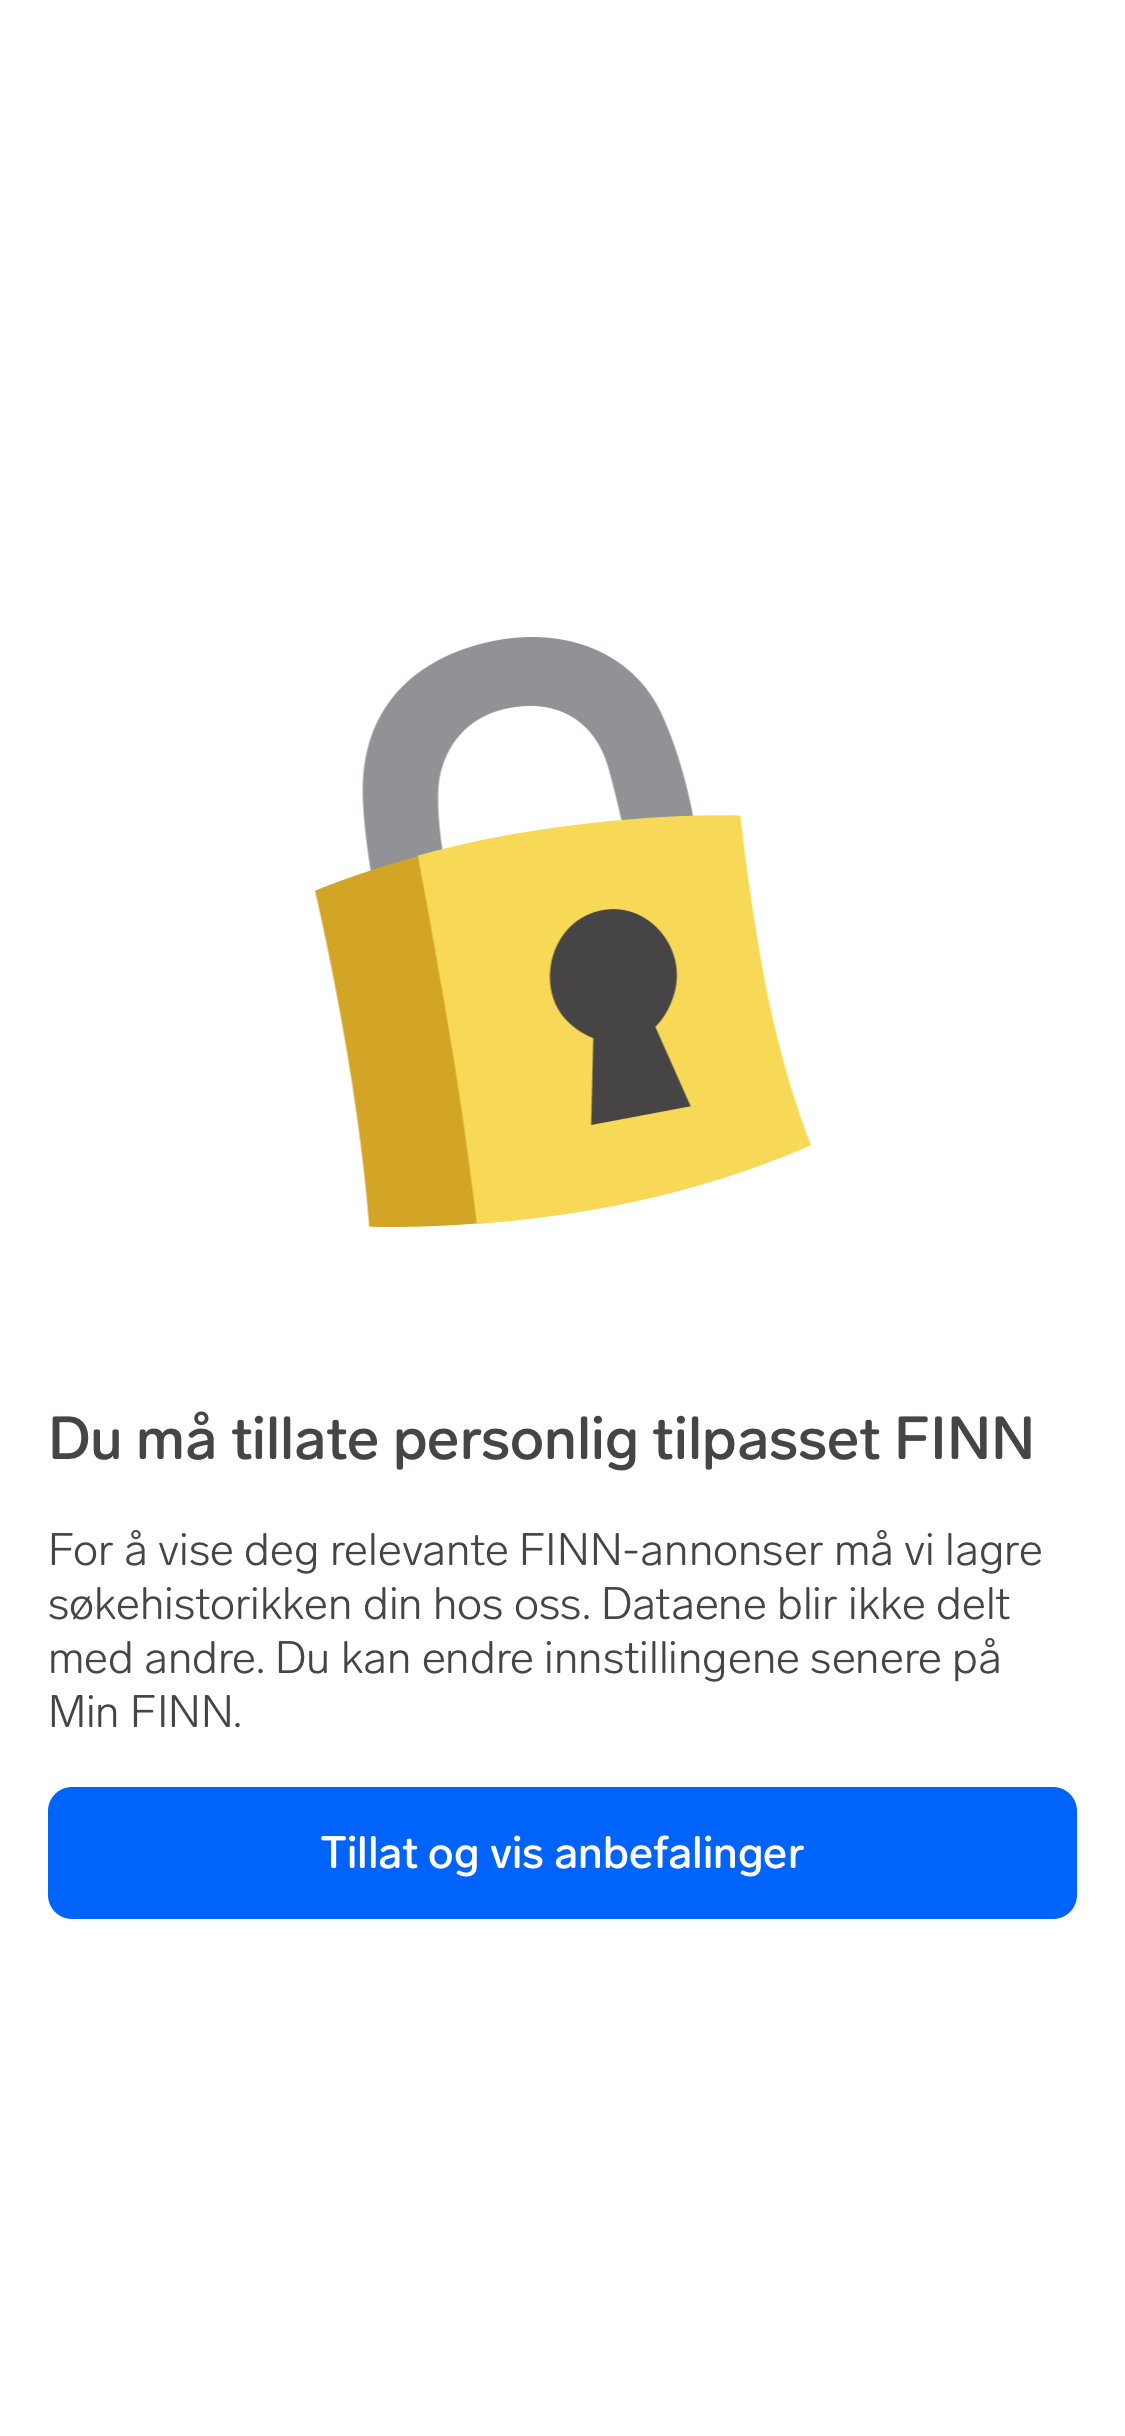 Du må tillate personlig tilpasset FINN
For å vise deg relevante FINN-annonser må vi lagre
søkehistorikken din hos oss. Dataene blir ikke delt
med andre. Du kan endre innstillingene senere på
Min FINN.
Tillat og vis anbefalinger